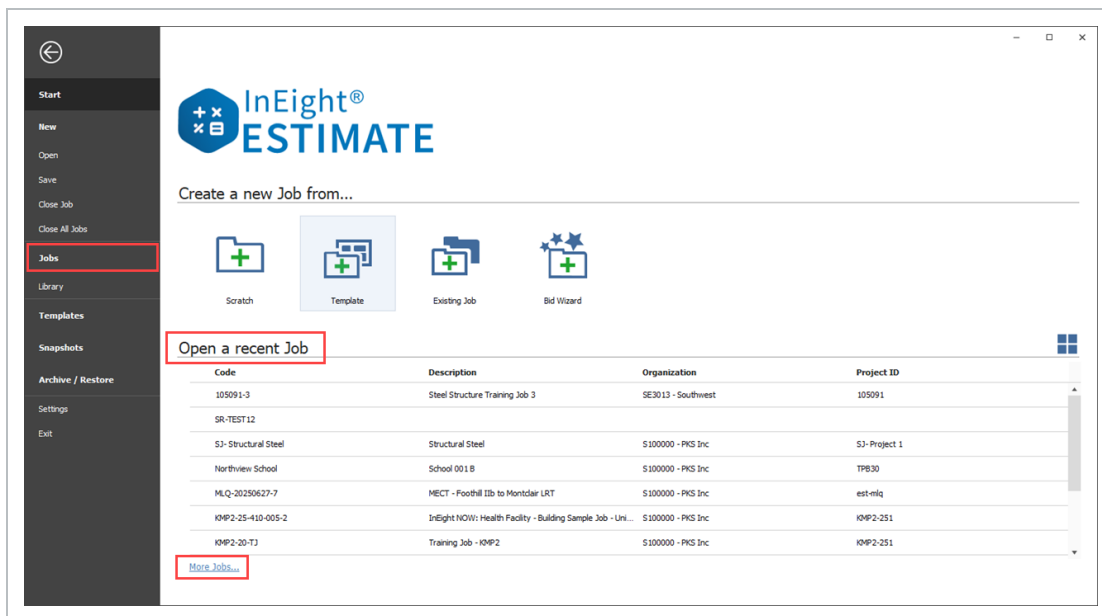 Start
New
Open
Save
Close Job
Close All Jobs
Jobs
Library
Templates
Snapshots
Archive / Restore
Settings
Exit
InEight®
ESTIMATE
Create a new Job from...
Scratch Template Existing Job Bid Wizard
Open a recent Job
Code Description Organization Project ID
105091-3 Steel Structure Training Job 3 SE3013 - Southwest 105091
SR-TEST12
SJ- Structural Steel Structural Steel S100000 - PKS Inc SJ- Project 1
Northview School School 001 B S100000 - PKS Inc TPB30
MLQ-20250627-7 MECT - Foothill IIb to Montclair LRT S100000 - PKS Inc est-mlq
KMP2-25-410-005-2 InEight NOW: Health Facility - Building Sample Job - Uni... S100000 - PKS Inc KMP2-251
KMP2-20-TJ Training Job - KMP2 S100000 - PKS Inc KMP2-251
More Jobs...